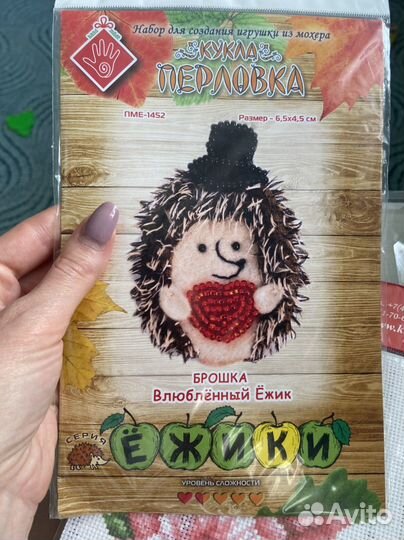 Набор для создания игрушки из мохера
КУКЛА
ПЕРЛОВКА
ПМЕ-1452
Размер - 6,5х4,5 см
БРОШКА
Влюблённый Ёжик
СЕРИЯ
ЁЖИКИ
УРОВЕНЬ СЛОЖНОСТИ
Avito